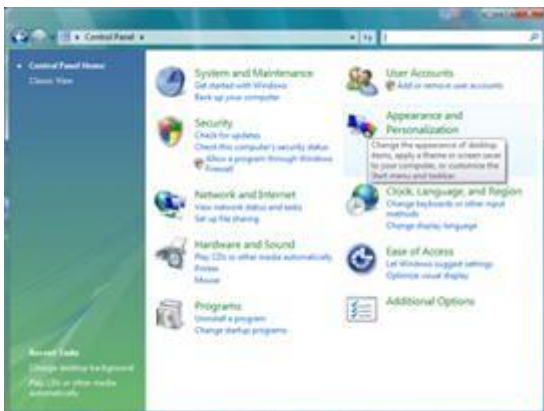 Control Panel
Control Panel Home
Classic View
System and Maintenance
Get started with Windows
Back up your computer
Security
Check for updates
Check this computer's security status
Allow a program through Windows
Firewall
Network and Internet
View network status and tasks
Set up file sharing
Hardware and Sound
Play CDs or other media automatically
Printer
Mouse
Programs
Uninstall a program
Change startup programs
User Accounts
Add or remove user accounts
Appearance and
Personalization
Change the appearance of desktop
items, apply a theme or screen saver
to your computer, or customize the
Start menu and taskbar.
Clock, Language, and Region
Change keyboards or other input
methods
Change display language
Ease of Access
Let Windows suggest settings
Optimize visual display
Additional Options
Recent Tasks
Change desktop background
Play CDs or other media
automatically